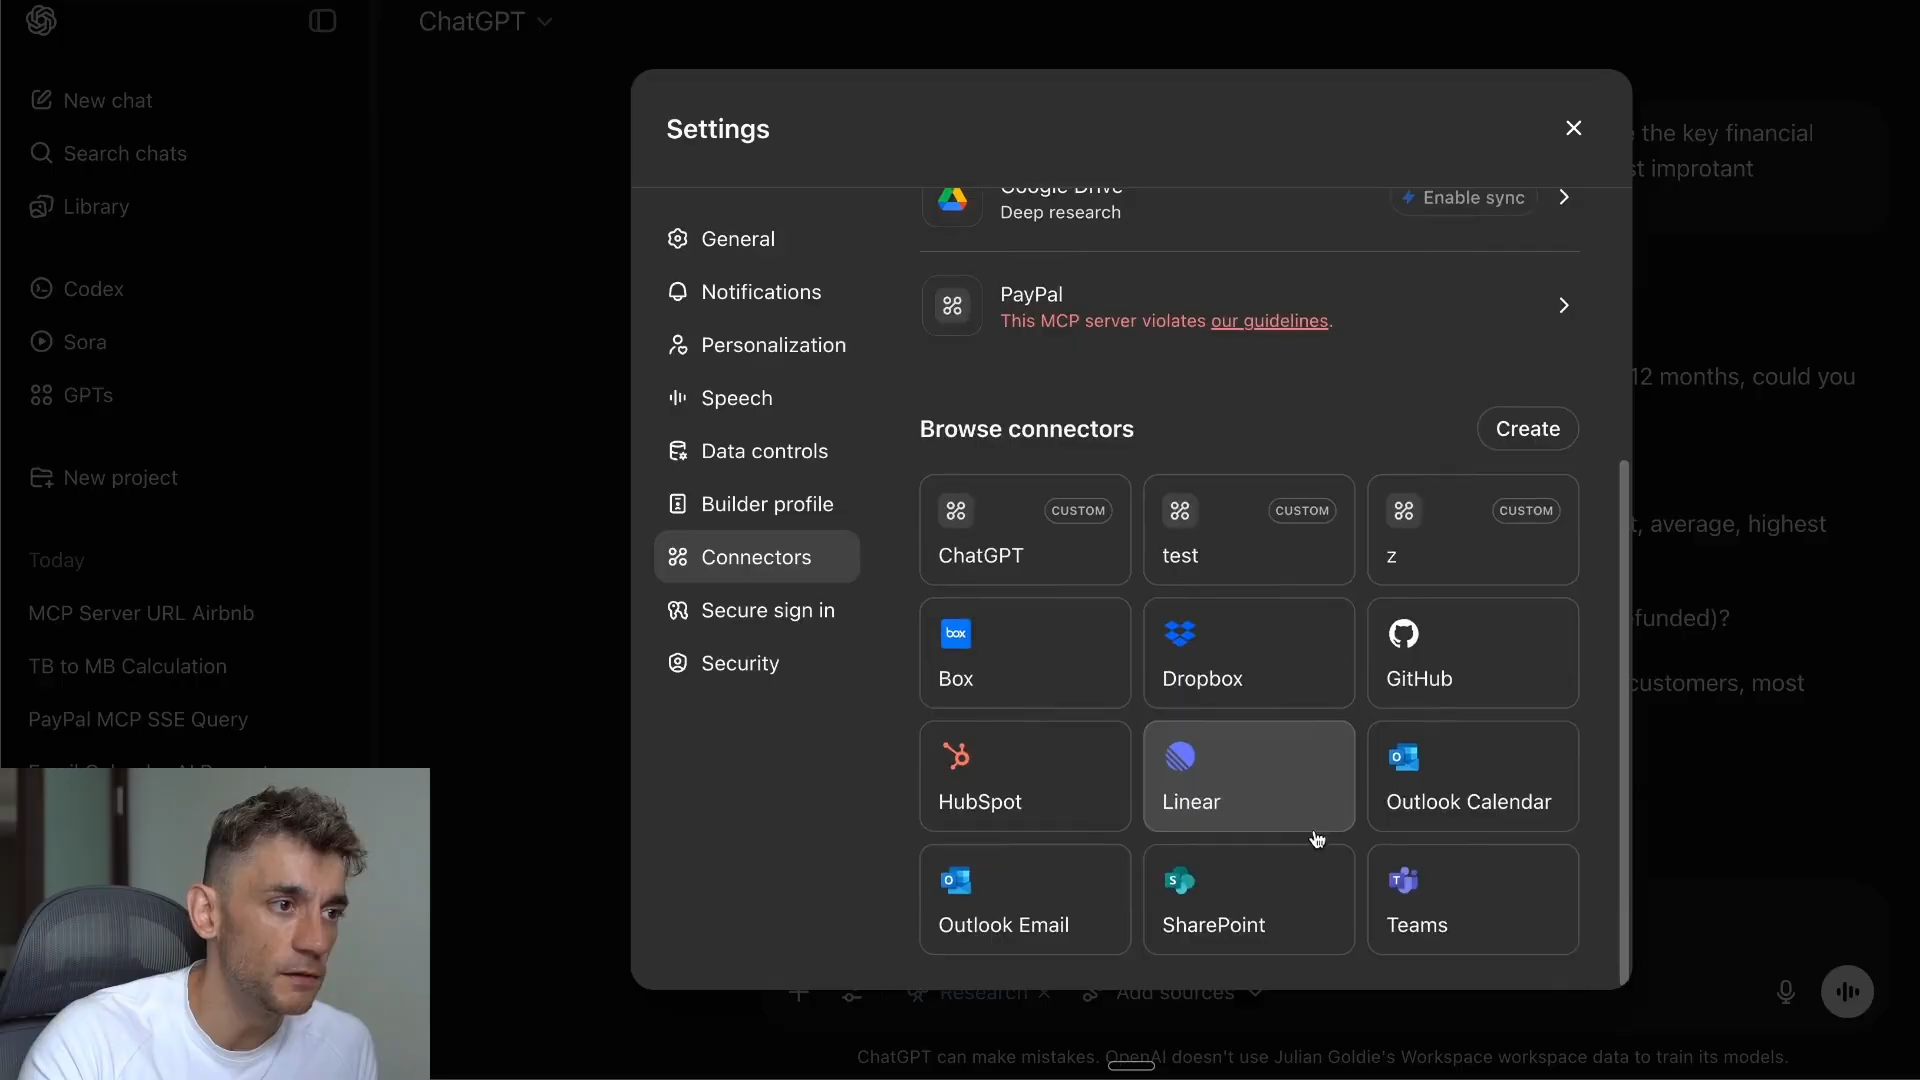 ChatGPT
New chat
Search chats
Library
Codex
Sora
GPTs
New project
Today
MCP Server URL Airbnb
TB to MB Calculation
PayPal MCP SSE Query
Settings
General
Notifications
Personalization
Speech
Data controls
Builder profile
Connectors
Secure sign in
Security
Google Drive
Deep research
Enable sync
PayPal
This MCP server violates our guidelines.
Browse connectors
Create
CUSTOM
ChatGPT
CUSTOM
test
CUSTOM
z
box
Box
Dropbox
GitHub
HubSpot
Linear
Outlook Calendar
Outlook Email
SharePoint
Teams
the key financial
st improtant
12 months, could you
, average, highest
funded)?
customers, most
Research
Add sources
ChatGPT can make mistakes. OpenAI doesn't use Julian Goldie's Workspace workspace data to train its models.